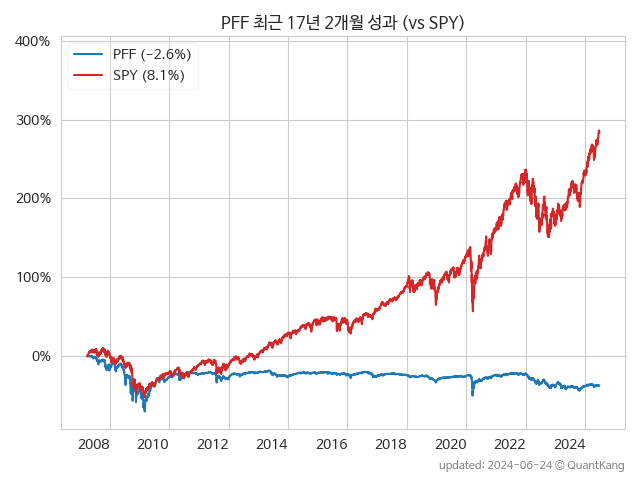 PFF 최근 17년 2개월 성과 (vs SPY)
400%
300%
200%
100%
0%
PFF (-2.6%)
SPY (8.1%)
2008 2010 2012 2014 2016 2018 2020 2022 2024
updated: 2024-06-24 © QuantKang